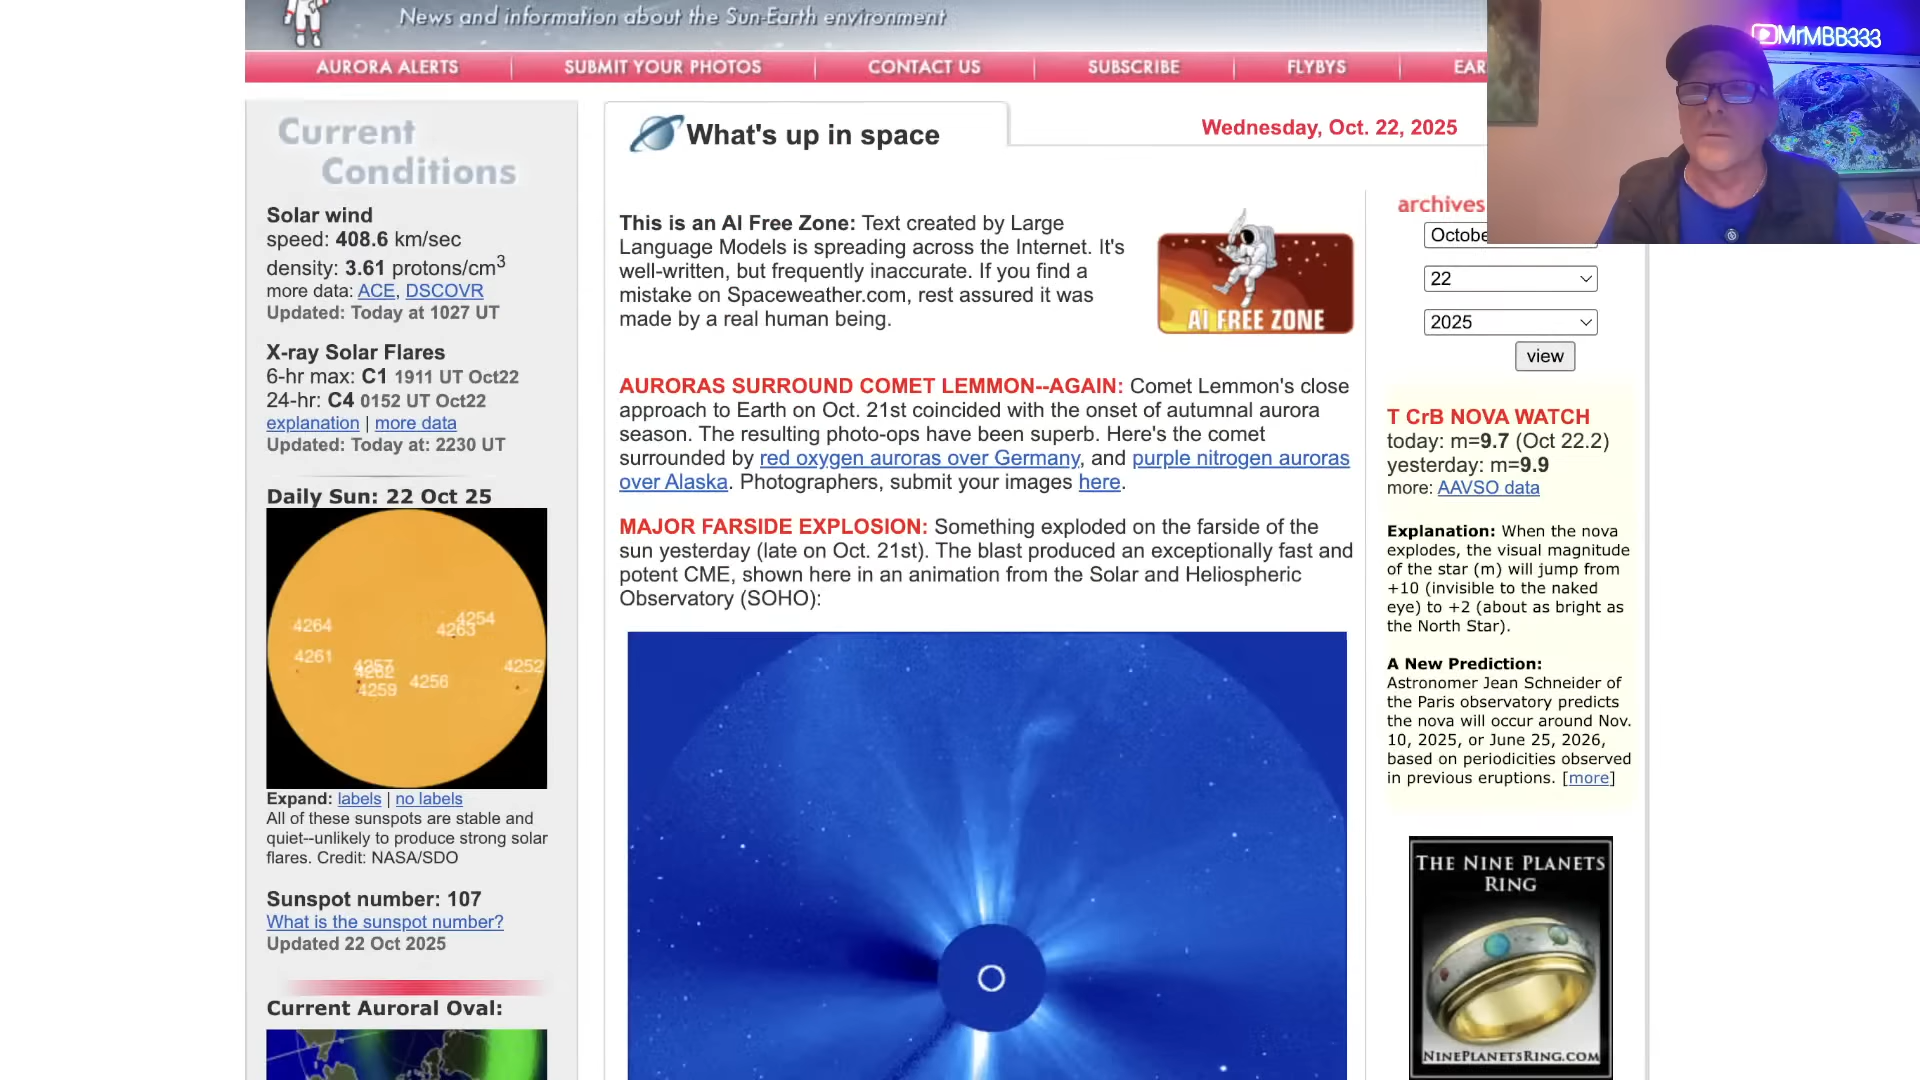 News and information about the Sun-Earth environment
AURORA ALERTS
SUBMIT YOUR PHOTOS
CONTACT US
SUBSCRIBE
FLYBYS
EAR
MrMBB333
Current
Conditions
Solar wind
speed: 408.6 km/sec
density: 3.61 protons/cm3
more data: ACE, DSCOVR
Updated: Today at 1027 UT
X-ray Solar Flares
6-hr max: C1 1911 UT Oct22
24-hr: C4 0152 UT Oct22
explanation | more data
Updated: Today at: 2230 UT
Daily Sun: 22 Oct 25
4264
4254
4263
4261
4257
4262
4252
4256
4259
Expand: labels | no labels
All of these sunspots are stable and
quiet--unlikely to produce strong solar
flares. Credit: NASA/SDO
Sunspot number: 107
What is the sunspot number?
Updated 22 Oct 2025
Current Auroral Oval:
What's up in space
Wednesday, Oct. 22, 2025
This is an AI Free Zone: Text created by Large
Language Models is spreading across the Internet. It's
well-written, but frequently inaccurate. If you find a
mistake on Spaceweather.com, rest assured it was
made by a real human being.
AI FREE ZONE
AURORAS SURROUND COMET LEMMON--AGAIN: Comet Lemmon's close
approach to Earth on Oct. 21st coincided with the onset of autumnal aurora
season. The resulting photo-ops have been superb. Here's the comet
surrounded by red oxygen auroras over Germany, and purple nitrogen auroras
over Alaska. Photographers, submit your images here.
MAJOR FARSIDE EXPLOSION: Something exploded on the farside of the
sun yesterday (late on Oct. 21st). The blast produced an exceptionally fast and
potent CME, shown here in an animation from the Solar and Heliospheric
Observatory (SOHO):
archives
Octobe
22
2025
view
T CrB NOVA WATCH
today: m=9.7 (Oct 22.2)
yesterday: m=9.9
more: AAVSO data
Explanation: When the nova
explodes, the visual magnitude
of the star (m) will jump from
+10 (invisible to the naked
eye) to +2 (about as bright as
the North Star).
A New Prediction:
Astronomer Jean Schneider of
the Paris observatory predicts
the nova will occur around Nov.
10, 2025, or June 25, 2026,
based on periodicities observed
in previous eruptions. [more]
THE NINE PLANETS
RING
NINEPLANETSRING.COM